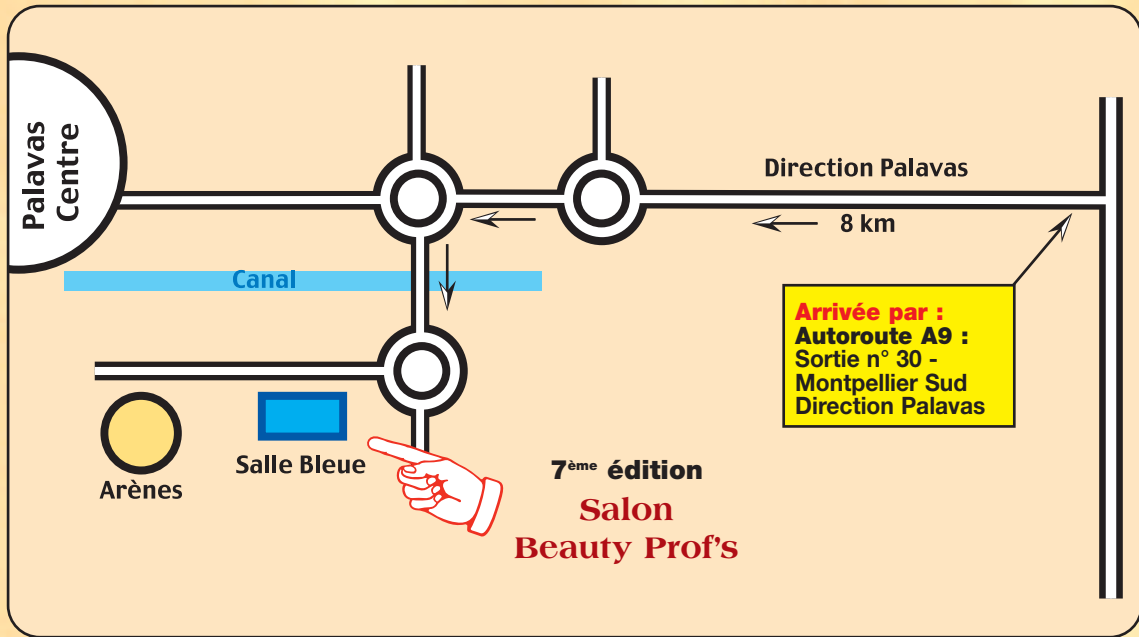 Palavas
Centre
Direction Palavas
8 km
Canal
Arrivée par :
Autoroute A9 :
Sortie n° 30 -
Montpellier Sud
Direction Palavas
Salle Bleue
Arènes
7ème édition
Salon
Beauty Prof's